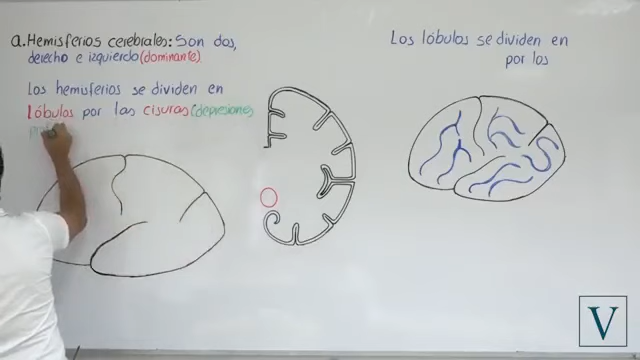 a. Hemisferios cerebrales: Son dos,
derecho e izquierdo (dominante)
Los hemisferios se dividen en
lóbulos por las cisuras (depresiones
Los lóbulos se dividen en
por los
V